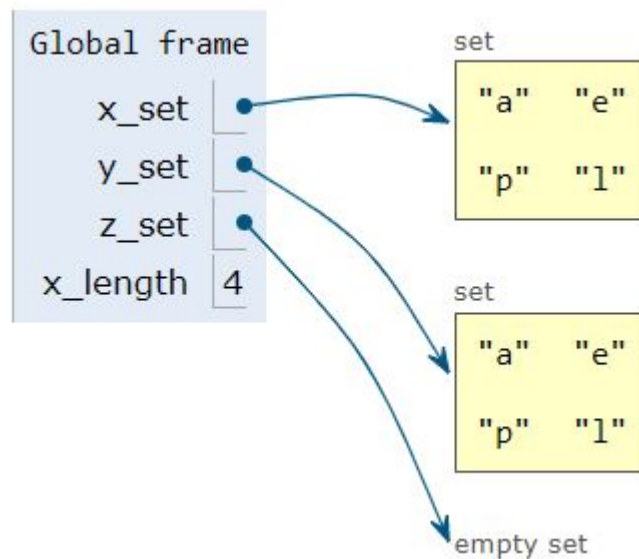 Global frame
x_set
y_set
z_set
x_length 4
set
"a" "e"
"p" "l"
set
"a" "e"
"p" "l"
empty set